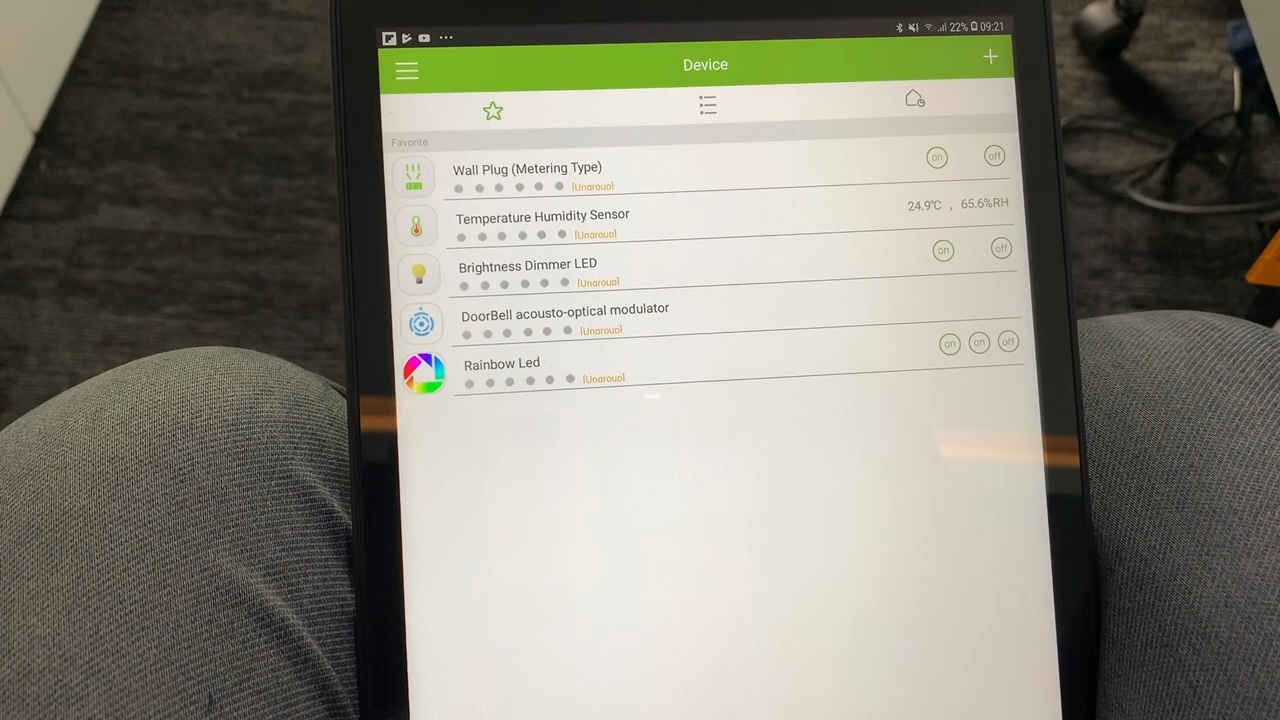 22% 09:21
Device
Favorite
Wall Plug (Metering Type) on off
[Ungroup]
Temperature Humidity Sensor 24.9℃ , 65.6%RH
[Ungroup]
Brightness Dimmer LED on off
[Ungroup]
DoorBell acousto-optical modulator
[Ungroup]
Rainbow Led on on off
[Ungroup]